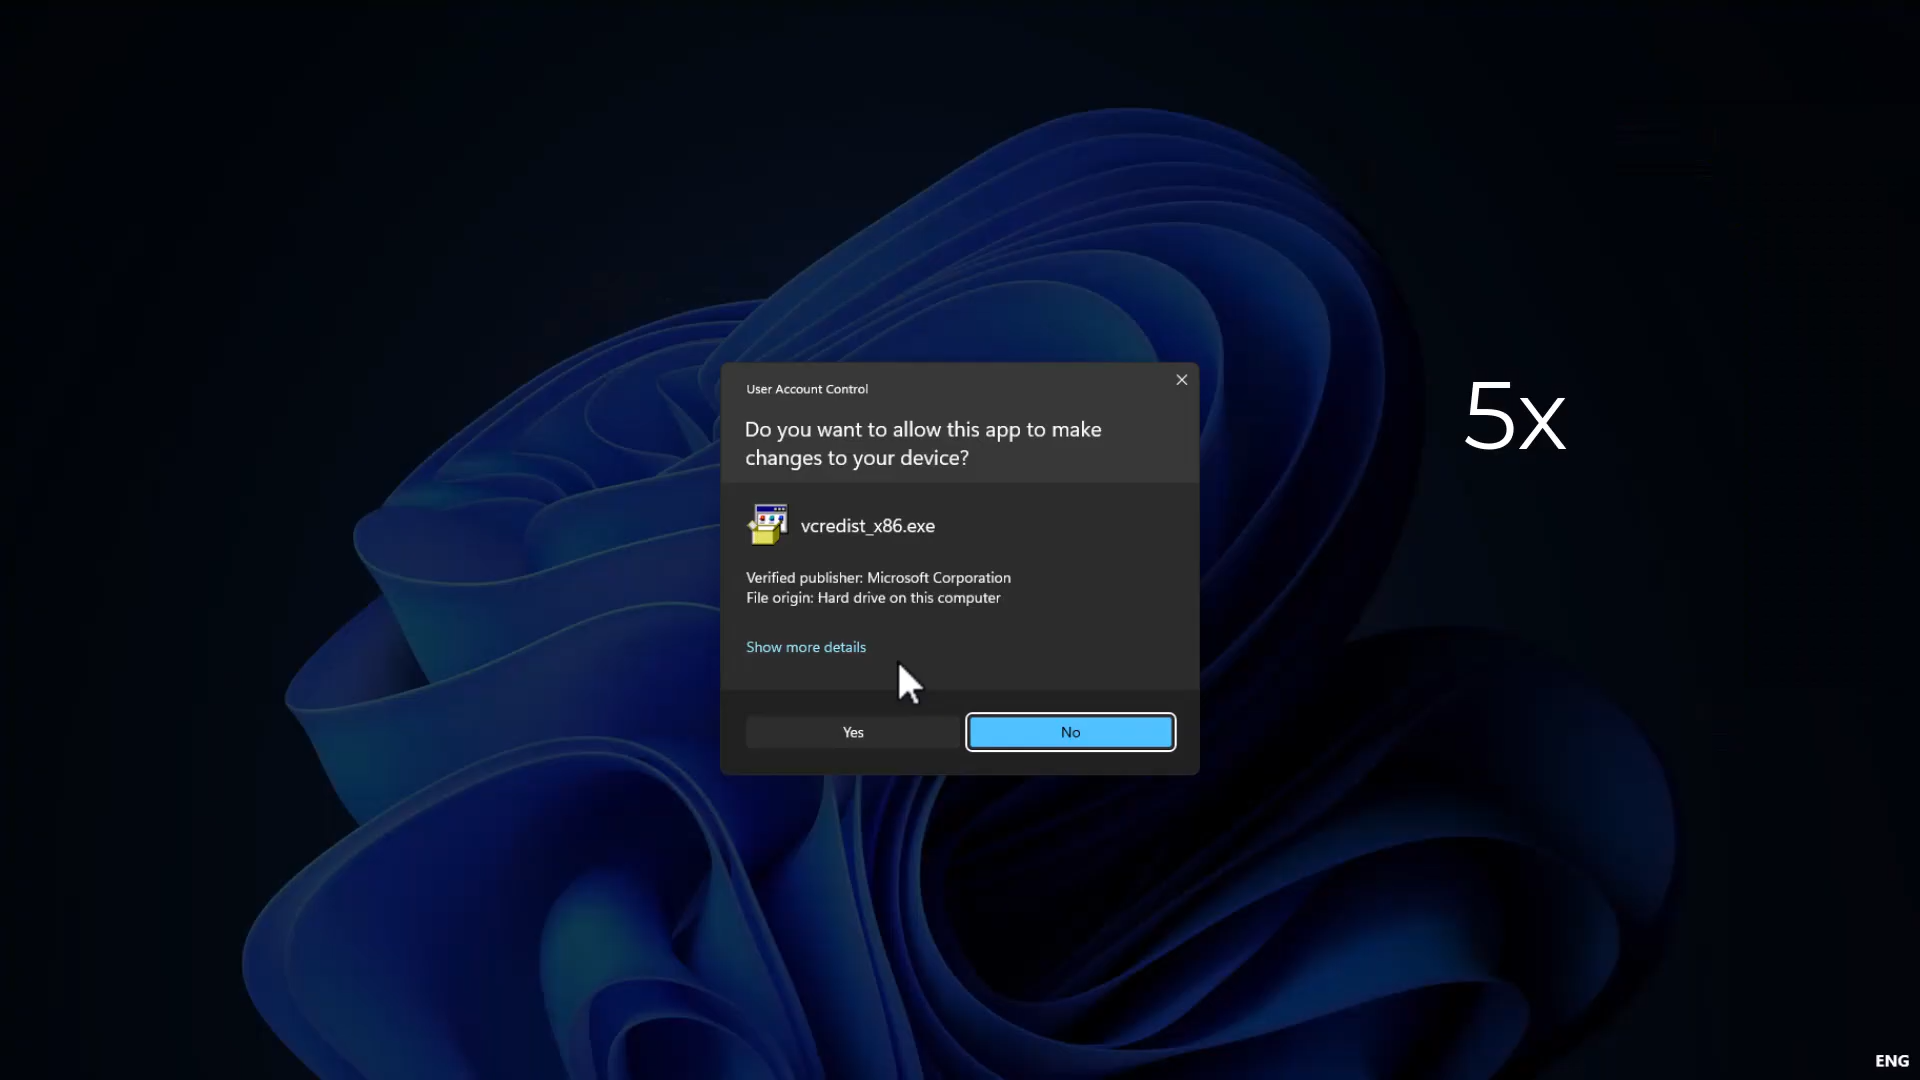 User Account Control
Do you want to allow this app to make
changes to your device?
5x
vcredist_x86.exe
Verified publisher: Microsoft Corporation
File origin: Hard drive on this computer
Show more details
Yes
No
ENG